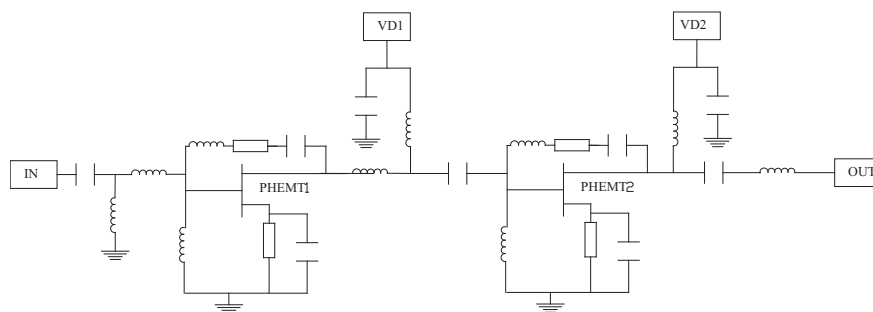 VD1
VD2
IN
PHEMT1
PHEMT2
OUT